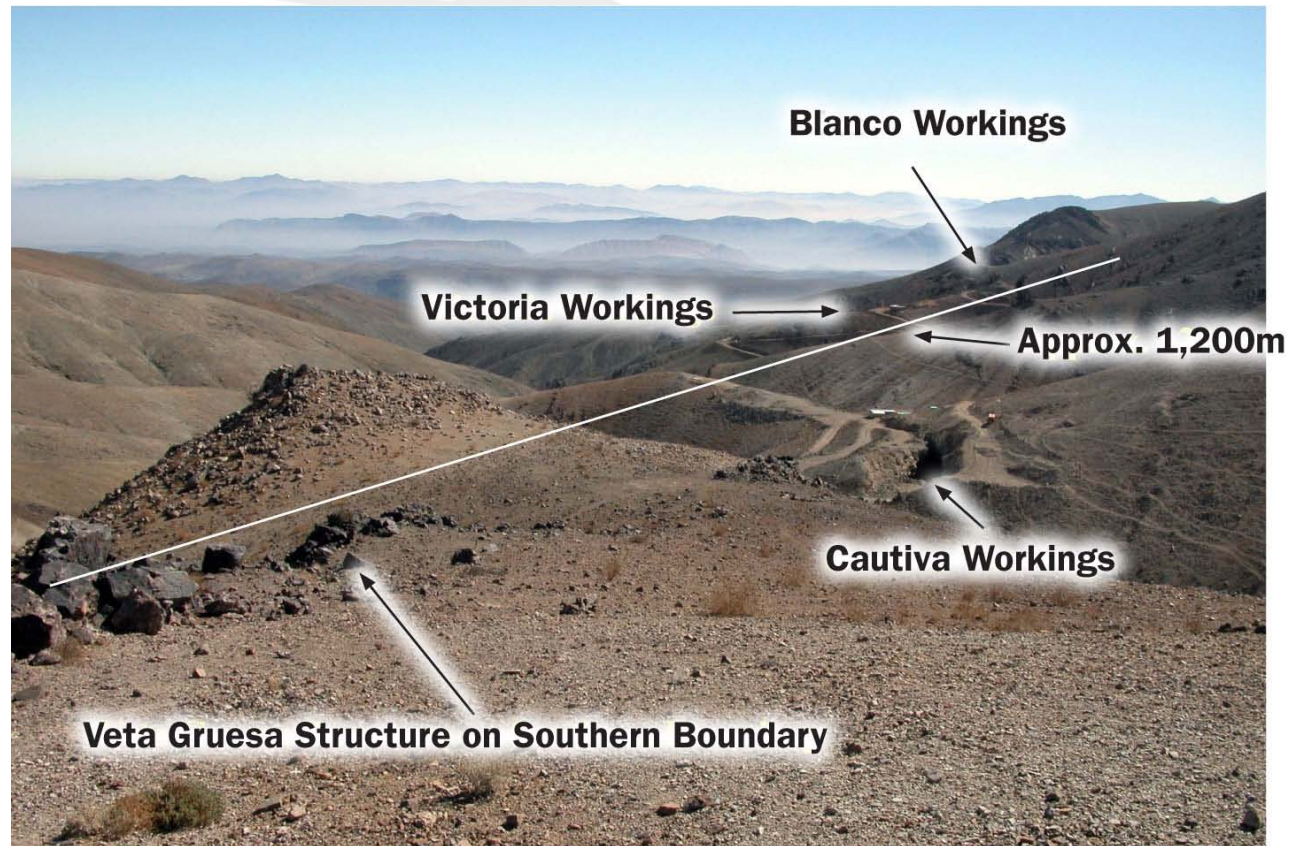 Blanco Workings
Victoria Workings
Approx. 1,200m
Cautiva Workings
Veta Gruesa Structure on Southern Boundary